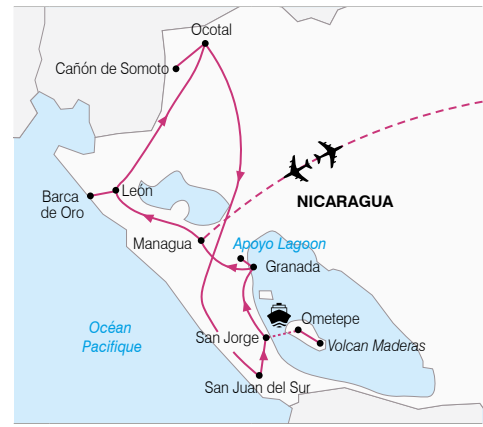 Ocotal
Cañón de Somoto
León
Barca
de Oro
NICARAGUA
Managua
Apoyo Lagoon
Granada
Océan
Pacifique
San Jorge
Ometepe
Volcan Maderas
San Juan del Sur